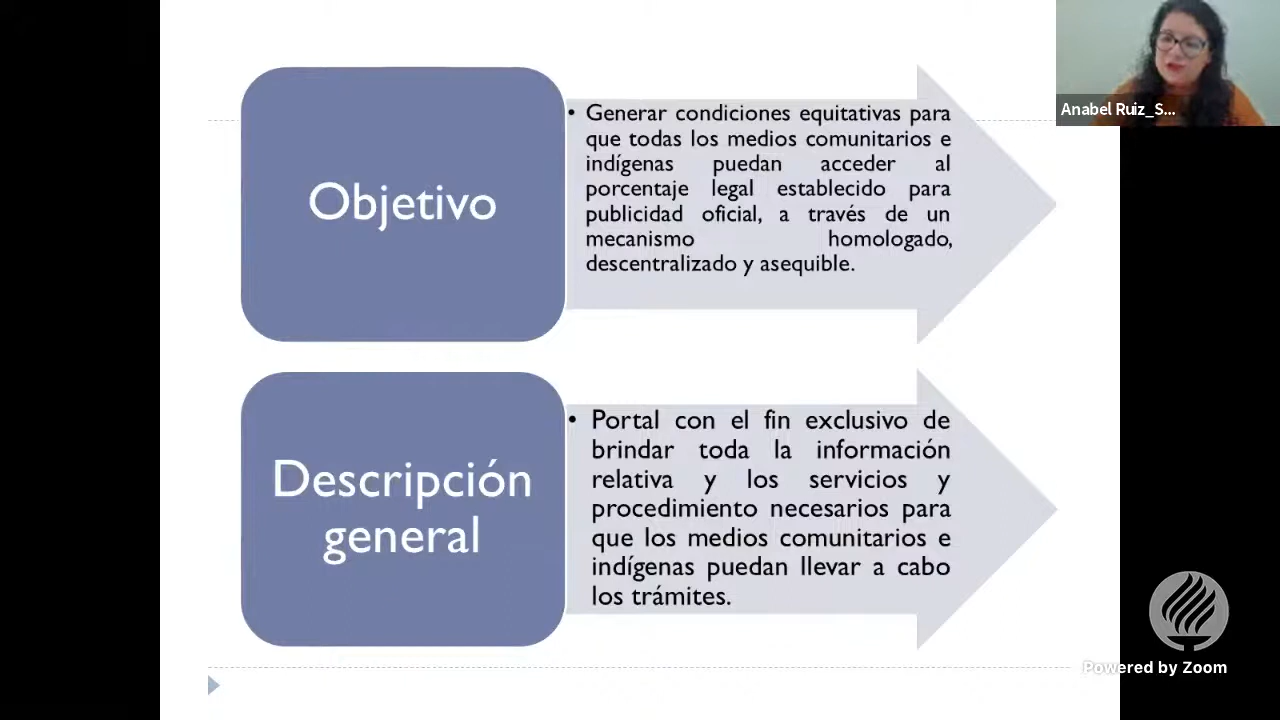 Objetivo
• Generar condiciones equitativas para
que todas los medios comunitarios e
indígenas puedan acceder al
porcentaje legal establecido para
publicidad oficial, a través de un
mecanismo homologado,
descentralizado y asequible.
Descripción
general
• Portal con el fin exclusivo de
brindar toda la información
relativa y los servicios y
procedimiento necesarios para
que los medios comunitarios e
indígenas puedan llevar a cabo
los trámites.
Anabel Ruiz_S...
Powered by Zoom